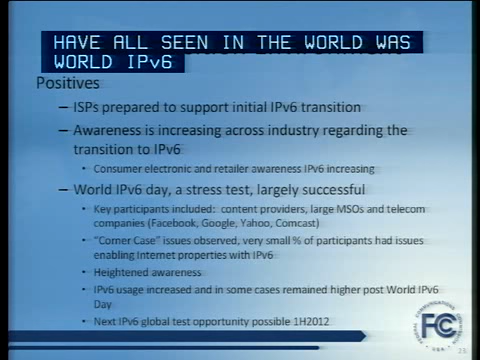 HAVE ALL SEEN IN THE WORLD WAS
WORLD IPv6
Positives
– ISPs prepared to support initial IPv6 transition
– Awareness is increasing across industry regarding the
transition to IPv6
• Consumer electronic and retailer awareness IPv6 increasing
– World IPv6 day, a stress test, largely successful
• Key participants included: content providers, large MSOs and telecom
companies (Facebook, Google, Yahoo, Comcast)
• "Corner Case" issues observed, very small % of participants had issues
enabling Internet properties with IPv6
• Heightened awareness
• IPv6 usage increased and in some cases remained higher post World IPv6
Day
• Next IPv6 global test opportunity possible 1H2012
FEDERAL COMMUNICATIONS COMMISSION
FCC
USA